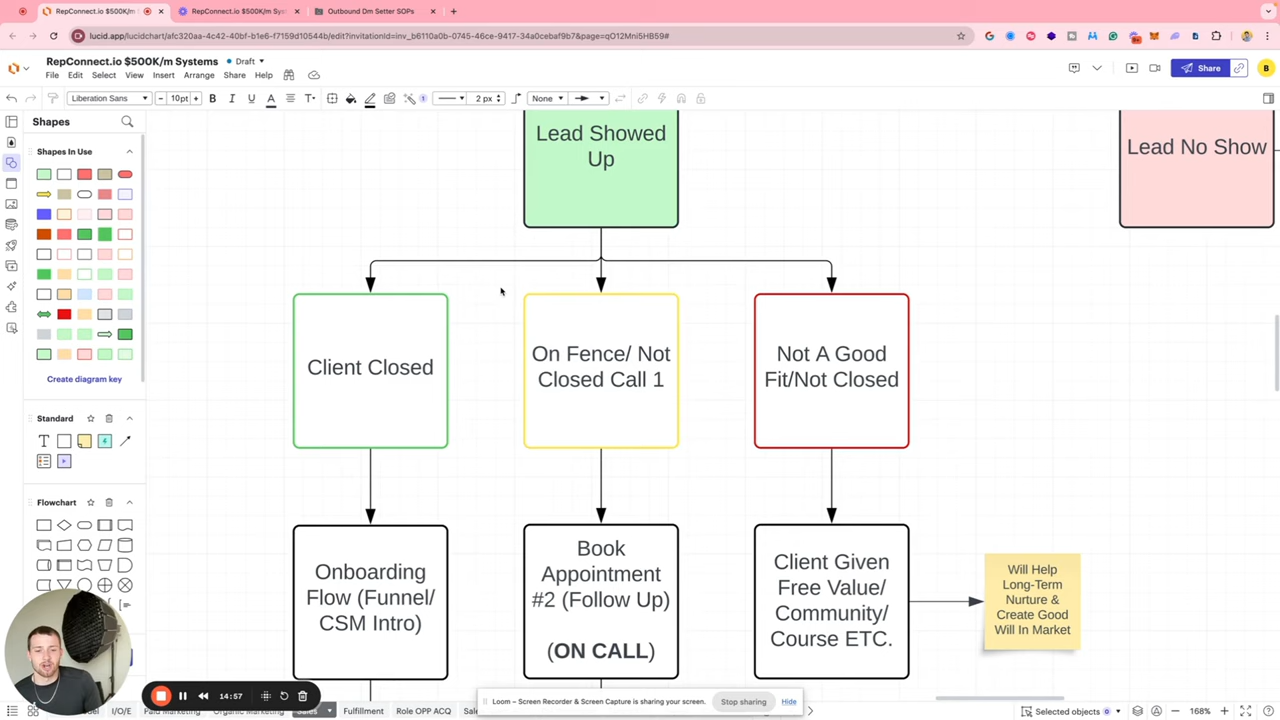 RepConnect.io $500K/m
RepConnect.io $500K/m Syst
Outbound Dm Setter SOPs
lucid.app/lucidchart/afc320aa-4c42-40bf-b1e6-f7159d10544b/edit?invitationId=inv_b6110a0b-0745-46ce-9417-34a0cebaf9b7&page=qO12Mni5HB59#
RepConnect.io $500K/m Systems
Draft
File Edit Select View Insert Arrange Share Help
Share
B
Liberation Sans
10pt
B I U A T
1
2 px
None
Shapes
Shapes In Use
Create diagram key
Standard
T
Flowchart
Lead Showed
Up
Lead No Show
Client Closed
On Fence/ Not
Closed Call 1
Not A Good
Fit/Not Closed
Onboarding
Flow (Funnel/
CSM Intro)
Book
Appointment
#2 (Follow Up)
(ON CALL)
Client Given
Free Value/
Community/
Course ETC.
Will Help
Long-Term
Nurture &
Create Good
Will In Market
14:57
Loom – Screen Recorder & Screen Capture is sharing your screen.
Stop sharing
Hide
I/O/E
Paid Marketing
Organic Marketing
Sales
Fulfillment
Role OPP ACQ
Selected objects
0
168%